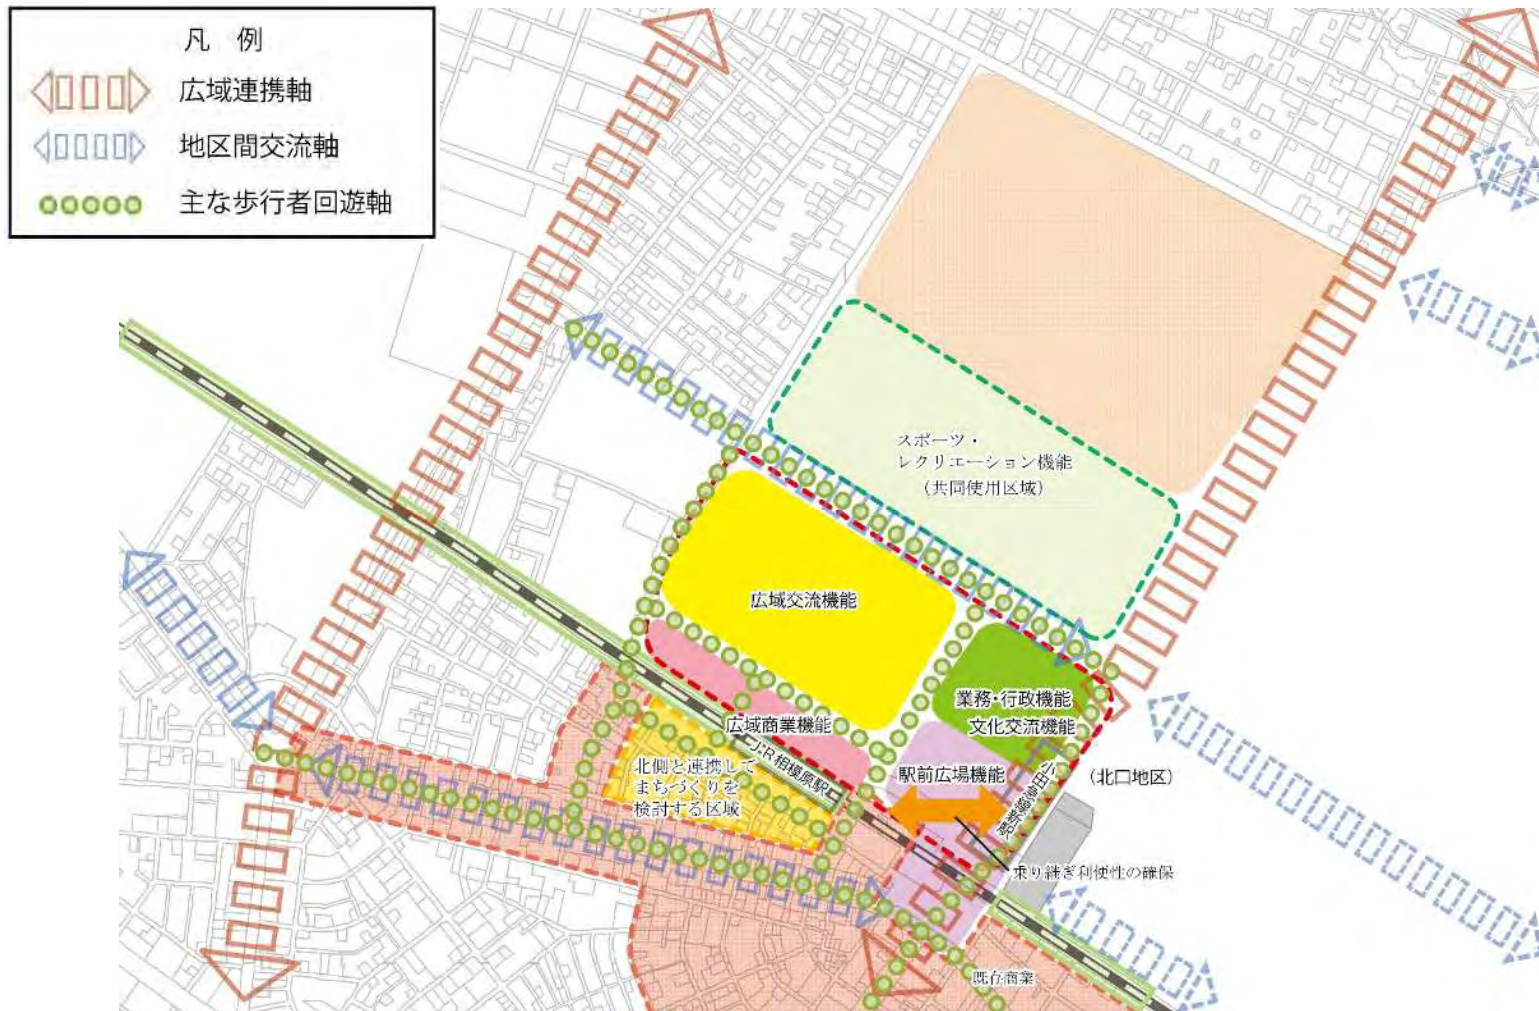 凡 例
広域連携軸
地区間交流軸
主な歩行者回遊軸
スポーツ・
レクリエーション機能
（共同使用区域）
広域交流機能
業務・行政機能
文化交流機能
広域商業機能
JR相模原駅
駅前広場機能
小田急線新駅
（北口地区）
北側と連携して
まちづくりを
検討する区域
乗り継ぎ利便性の確保
既存商業